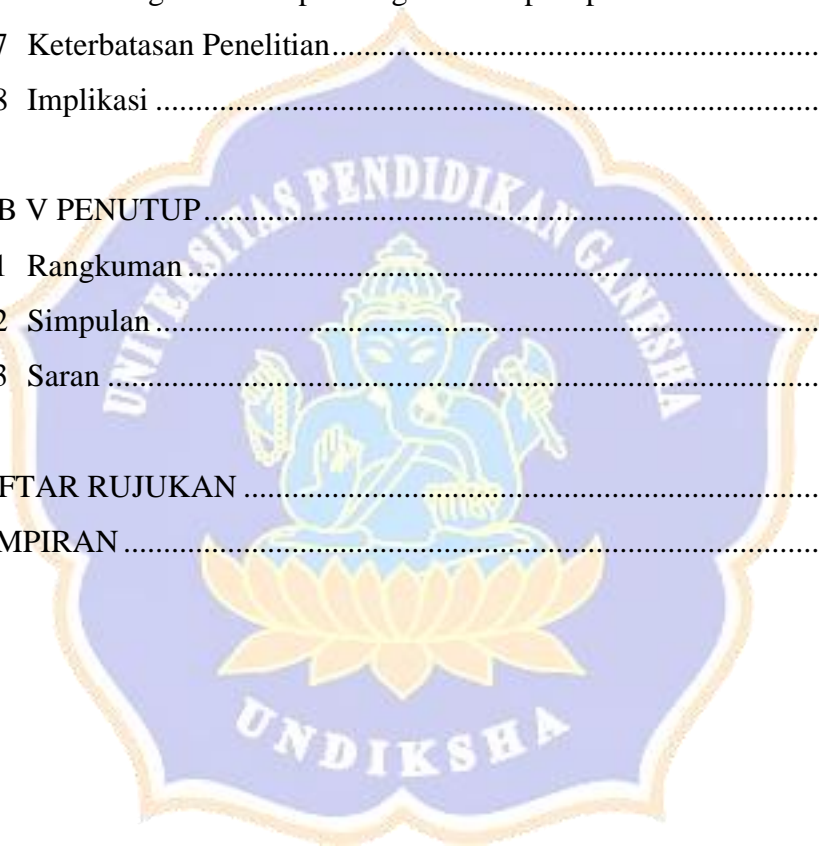 7 Keterbatasan Penelitian..........................................................................
8 Implikasi ..........................................................................
B V PENUTUP..........................................................................
1 Rangkuman ..........................................................................
2 Simpulan ..........................................................................
3 Saran ..........................................................................
FTAR RUJUKAN ..........................................................................
MPIRAN ..........................................................................
UNIVERSITAS PENDIDIKAN GANESHA
UNDIKSHA